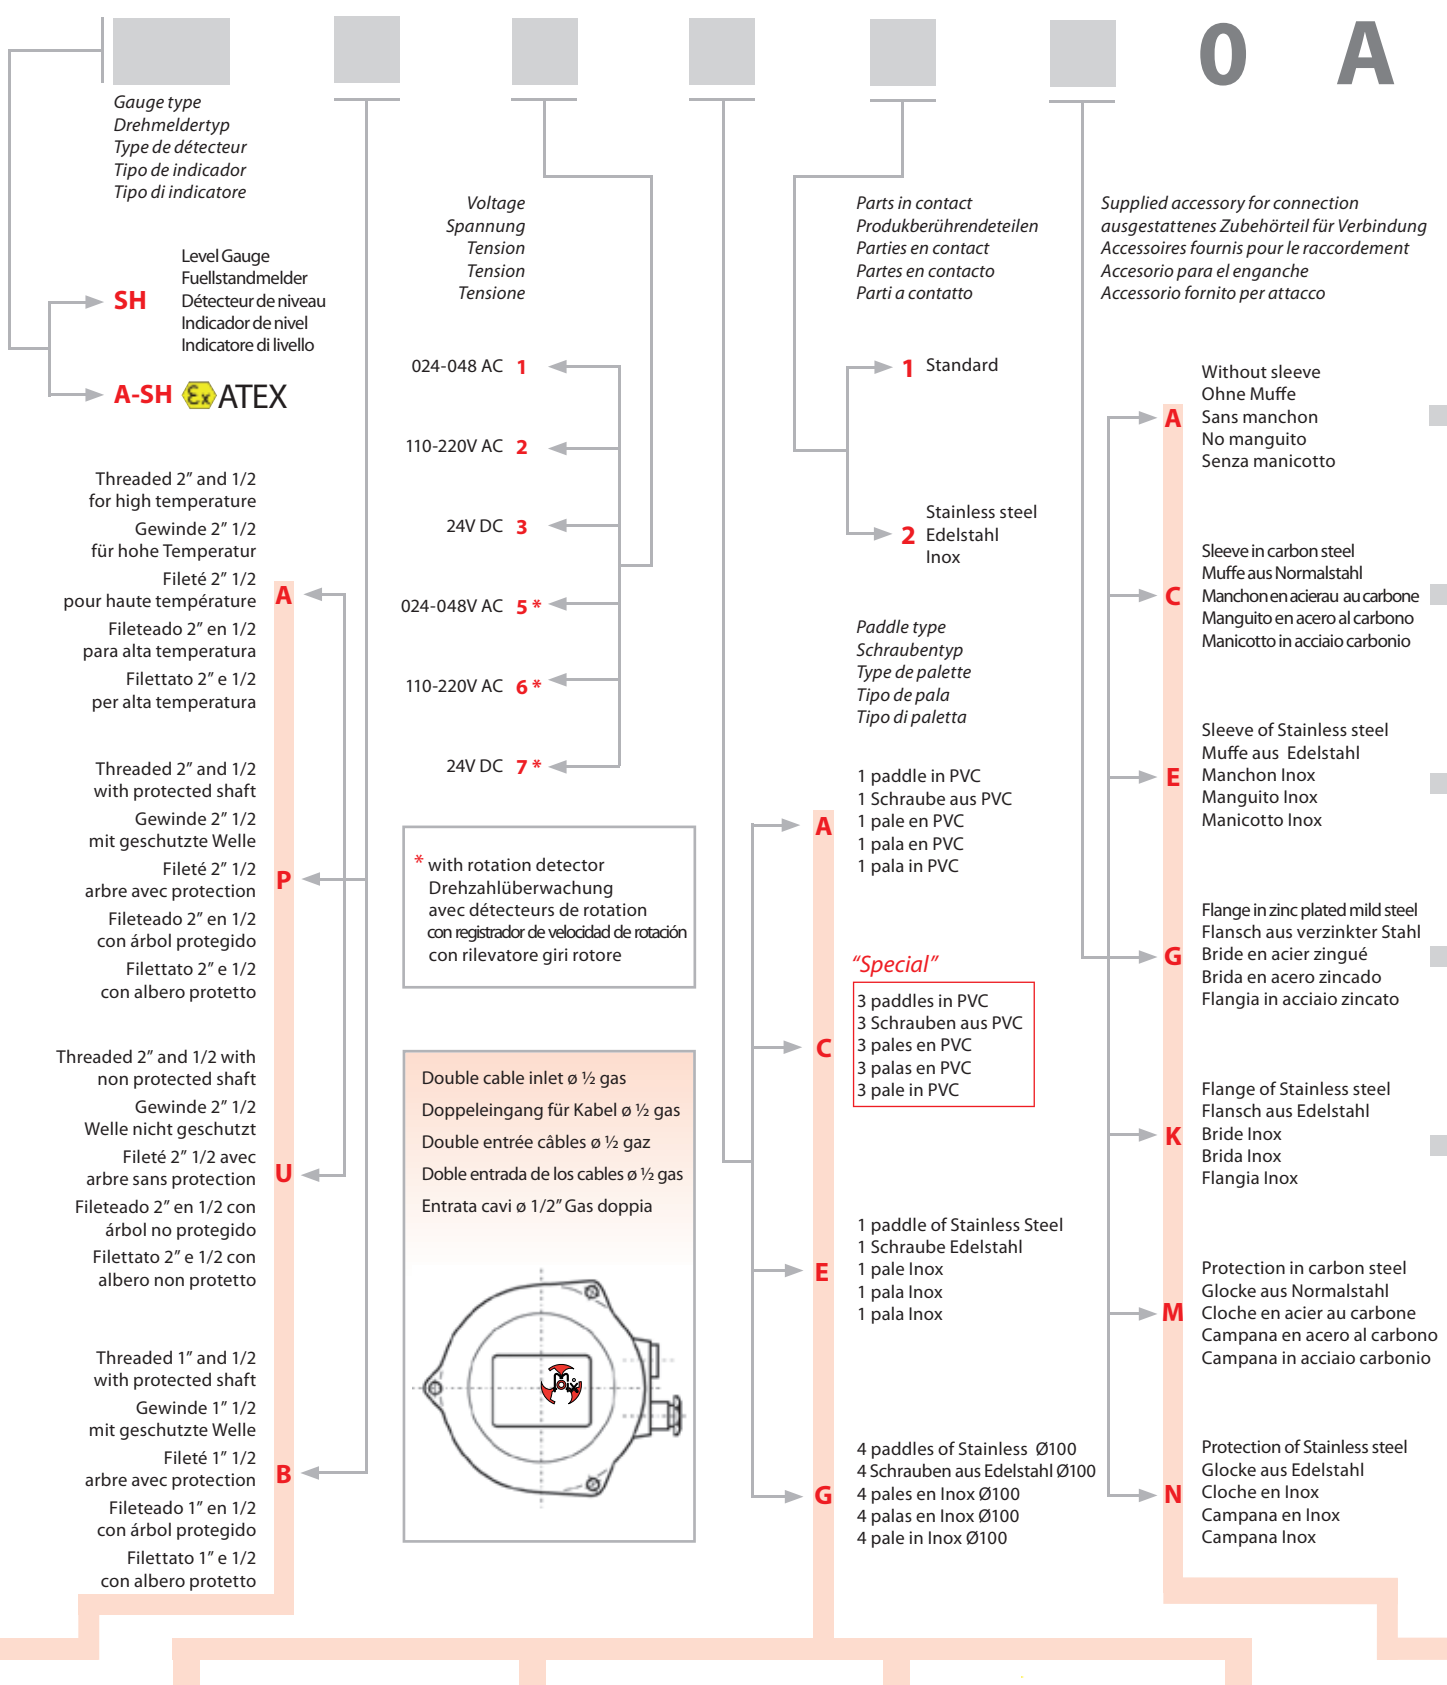 0 A
Gauge type
Drehmeldertyp
Type de détecteur
Tipo de indicador
Tipo di indicatore
Level Gauge
Fuellstandmelder
SH Détecteur de niveau
Indicador de nivel
Indicatore di livello
A-SH Ex ATEX
Threaded 2” and 1/2
for high temperature
Gewinde 2” 1/2
für hohe Temperatur
Fileté 2” 1/2
pour haute température A
Fileteado 2” en 1/2
para alta temperatura
Filettato 2” e 1/2
per alta temperatura
Threaded 2” and 1/2
with protected shaft
Gewinde 2” 1/2
mit geschutzte Welle
Fileté 2” 1/2
arbre avec protection P
Fileteado 2” en 1/2
con árbol protegido
Filettato 2” e 1/2
con albero protetto
Threaded 2” and 1/2 with
non protected shaft
Gewinde 2” 1/2
Welle nicht geschutzt
Fileté 2” 1/2 avec
arbre sans protection U
Fileteado 2” en 1/2 con
árbol no protegido
Filettato 2” e 1/2 con
albero non protetto
Threaded 1” and 1/2
with protected shaft
Gewinde 1” 1/2
mit geschutzte Welle
Fileté 1” 1/2
arbre avec protection B
Fileteado 1” en 1/2
con árbol protegido
Filettato 1” e 1/2
con albero protetto
Voltage
Spannung
Tension
Tension
Tensione
024-048 AC 1
110-220V AC 2
24V DC 3
024-048V AC 5 *
110-220V AC 6 *
24V DC 7 *
* with rotation detector
Drehzahlüberwachung
avec détecteurs de rotation
con registrador de velocidad de rotación
con rilevatore giri rotore
Double cable inlet ø ½ gas
Doppeleingang für Kabel ø ½ gas
Double entrée câbles ø ½ gaz
Doble entrada de los cables ø ½ gas
Entrata cavi ø 1/2” Gas doppia
Mix
Parts in contact
Produkberührendeteilen
Parties en contact
Partes en contacto
Parti a contatto
1 Standard
Stainless steel
2 Edelstahl
Inox
Paddle type
Schraubentyp
Type de palette
Tipo de pala
Tipo di paletta
1 paddle in PVC
1 Schraube aus PVC
A 1 pale en PVC
1 pala en PVC
1 pala in PVC
“Special”
3 paddles in PVC
3 Schrauben aus PVC
C 3 pales en PVC
3 palas en PVC
3 pale in PVC
1 paddle of Stainless Steel
1 Schraube Edelstahl
E 1 pale Inox
1 pala Inox
1 pala Inox
4 paddles of Stainless Ø100
4 Schrauben aus Edelstahl Ø100
G 4 pales en Inox Ø100
4 palas en Inox Ø100
4 pale in Inox Ø100
Supplied accessory for connection
ausgestattenes Zubehörteil für Verbindung
Accessoires fournis pour le raccordement
Accesorio para el enganche
Accessorio fornito per attacco
Without sleeve
Ohne Muffe
A Sans manchon
No manguito
Senza manicotto
Sleeve in carbon steel
Muffe aus Normalstahl
C Manchon en acierau au carbone
Manguito en acero al carbono
Manicotto in acciaio carbonio
Sleeve of Stainless steel
Muffe aus Edelstahl
E Manchon Inox
Manguito Inox
Manicotto Inox
Flange in zinc plated mild steel
Flansch aus verzinkter Stahl
G Bride en acier zingué
Brida en acero zincado
Flangia in acciaio zincato
Flange of Stainless steel
Flansch aus Edelstahl
K Bride Inox
Brida Inox
Flangia Inox
Protection in carbon steel
Glocke aus Normalstahl
M Cloche en acier au carbone
Campana en acero al carbono
Campana in acciaio carbonio
Protection of Stainless steel
Glocke aus Edelstahl
N Cloche en Inox
Campana en Inox
Campana Inox